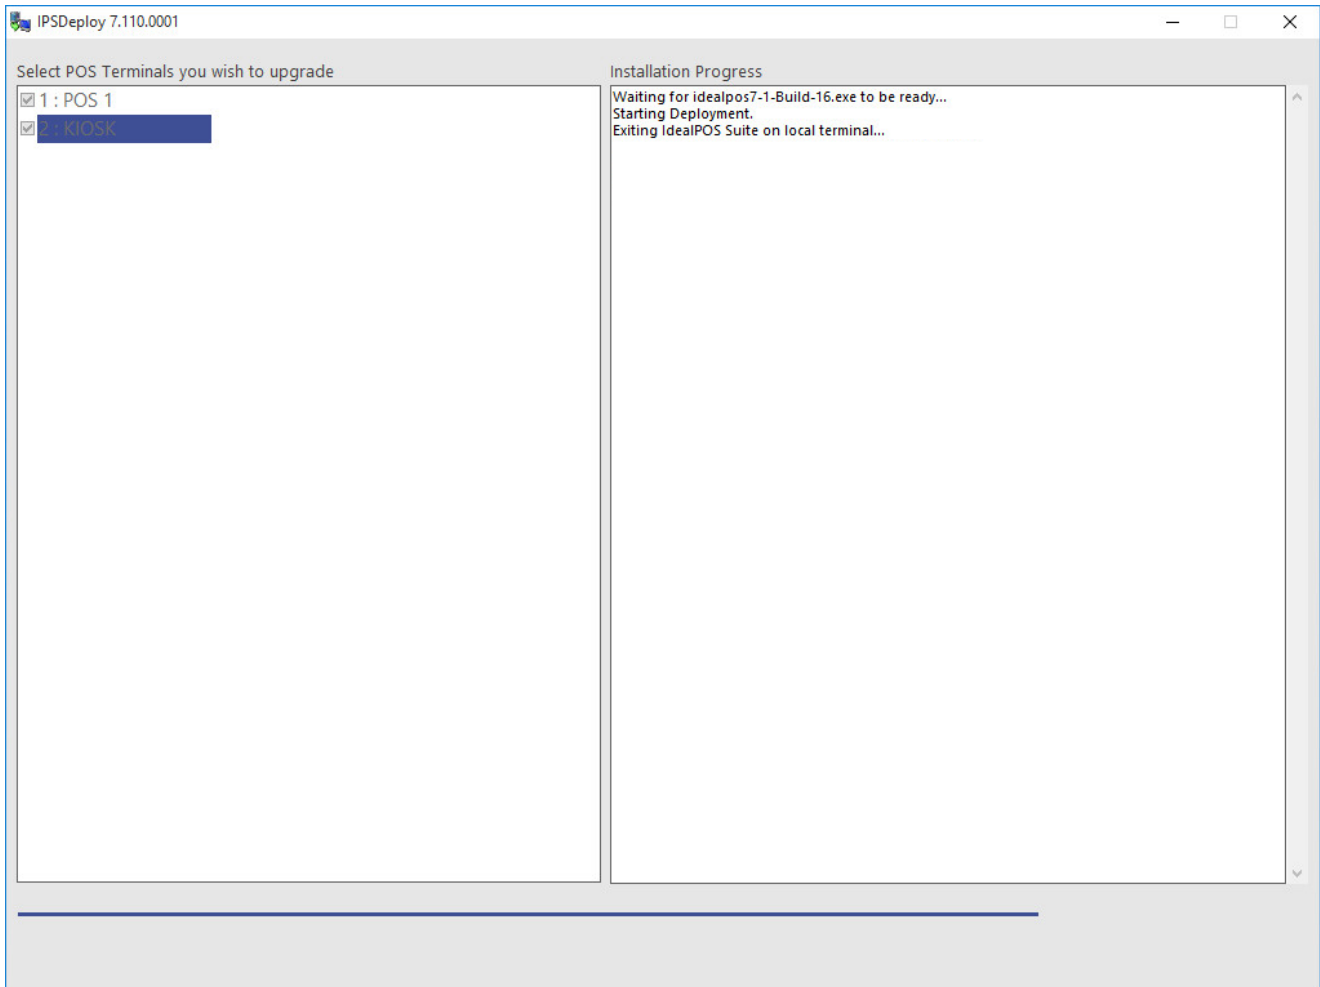 IPSDeploy 7.110.0001
Select POS Terminals you wish to upgrade
1 : POS 1
2 : KIOSK
Installation Progress
Waiting for idealpos7-1-Build-16.exe to be ready...
Starting Deployment.
Exiting IdealPOS Suite on local terminal...